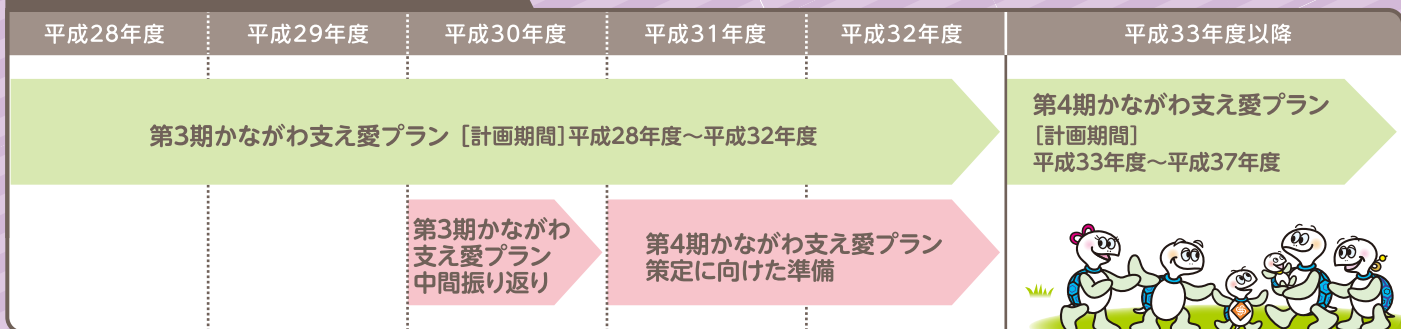 平成28年度
平成29年度
平成30年度
平成31年度
平成32年度
平成33年度以降
第3期かながわ支え愛プラン［計画期間］平成28年度～平成32年度
第4期かながわ支え愛プラン
［計画期間］
平成33年度～平成37年度
第3期かながわ
支え愛プラン
中間振り返り
第4期かながわ支え愛プラン
策定に向けた準備